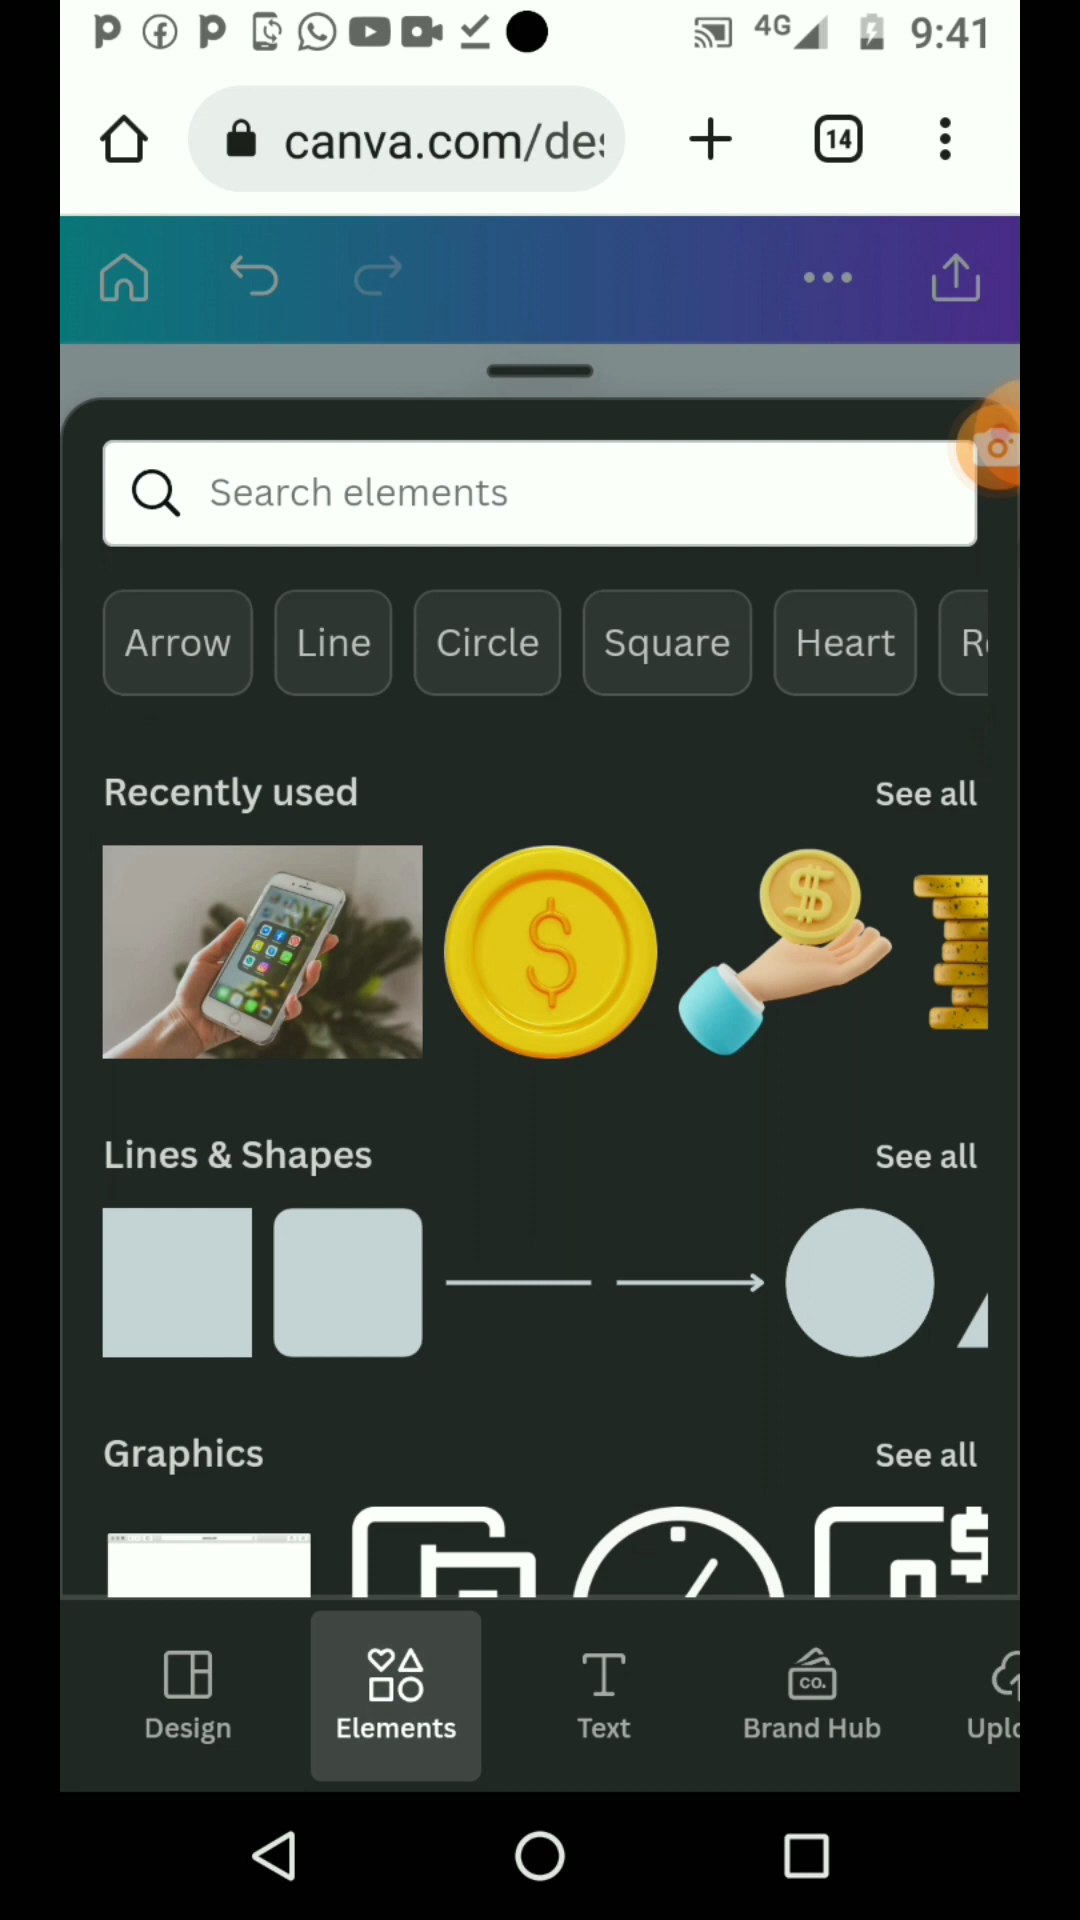 4G 9:41
canva.com/des
14
Search elements
Arrow Line Circle Square Heart
Recently used See all
Lines & Shapes See all
Graphics See all
CO.
Design Elements Text Brand Hub Uplo